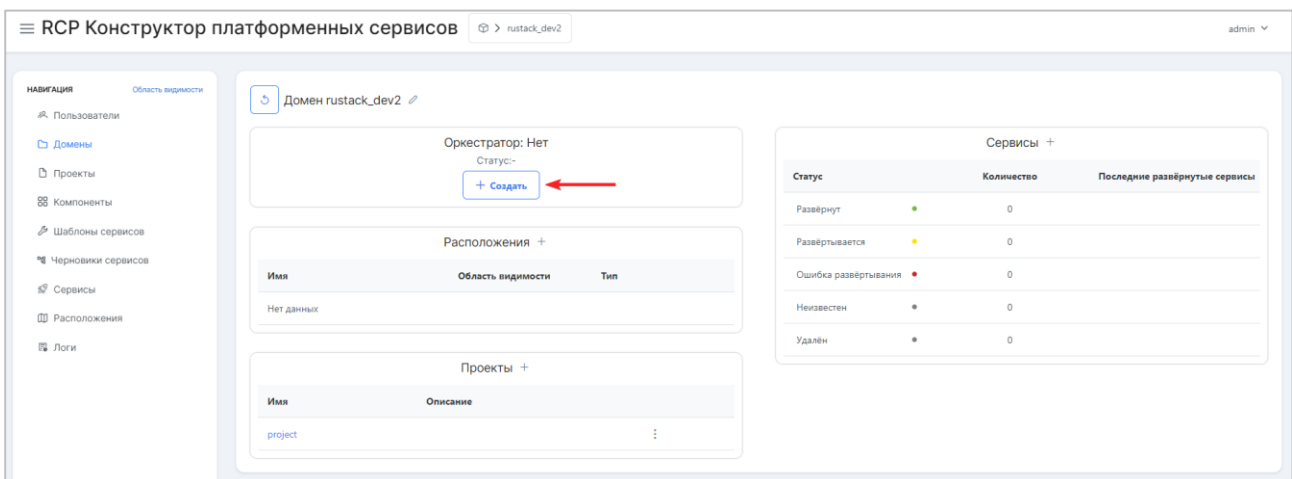 RCP Конструктор платформенных сервисов
rustack_dev2
admin
НАВИГАЦИЯ
Область видимости
Пользователи
Домены
Проекты
Компоненты
Шаблоны сервисов
Черновики сервисов
Сервисы
Расположения
Логи
Домен rustack_dev2
Оркестратор: Нет
Статус:-
+ Создать
Расположения +
Имя Область видимости Тип
Нет данных
Проекты +
Имя Описание
project
Сервисы +
Статус Количество Последние развёрнутые сервисы
Развёрнут 0
Развёртывается 0
Ошибка развёртывания 0
Неизвестен 0
Удалён 0